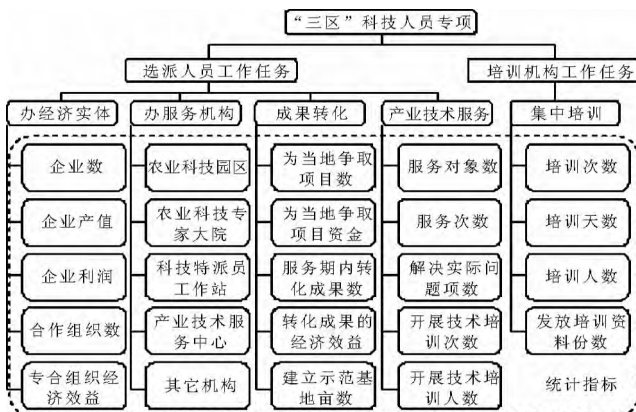 “三区”科技人员专项
选派人员工作任务
培训机构工作任务
办经济实体
办服务机构
成果转化
产业技术服务
集中培训
企业数
企业产值
企业利润
合作组织数
专合组织经
济效益
农业科技园区
农业科技专
家大院
科技特派员
工作站
产业技术服
务中心
其它机构
为当地争取
项目数
为当地争取
项目资金
服务期内转
化成果数
转化成果的
经济效益
建立示范基
地亩数
服务对象数
服务次数
解决实际问
题项数
开展技术培
训次数
开展技术培
训人数
培训次数
培训天数
培训人数
发放培训资
料份数
统计指标